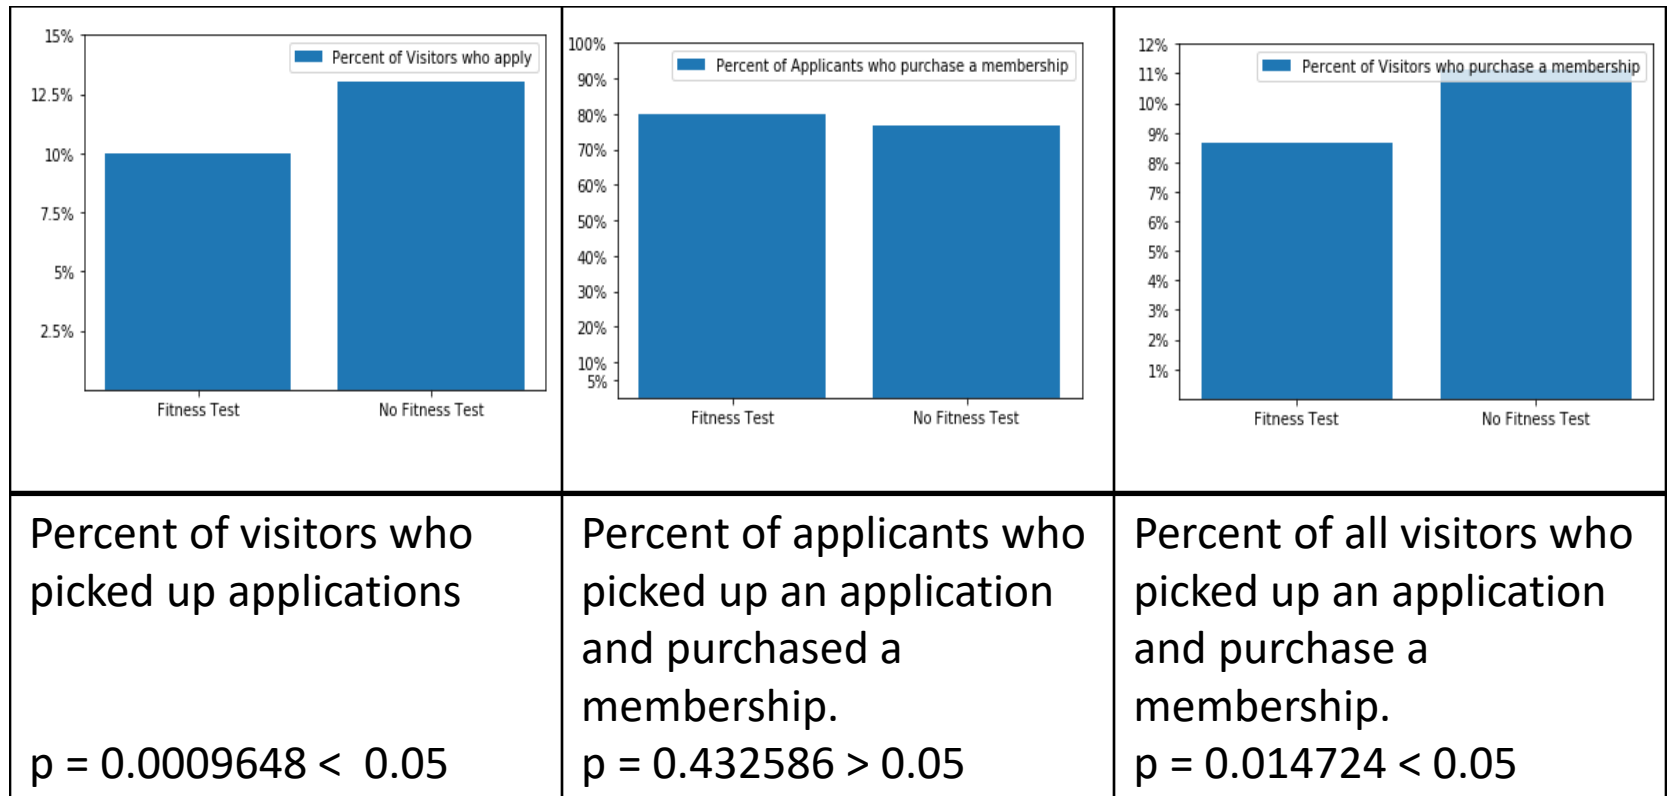 15%
12.5%
10%
7.5%
5%
2.5%
Percent of Visitors who apply
Fitness Test No Fitness Test
100%
90%
80%
70%
60%
50%
40%
30%
20%
10%
5%
Percent of Applicants who purchase a membership
Fitness Test No Fitness Test
12%
11%
10%
9%
8%
7%
6%
5%
4%
3%
2%
1%
Percent of Visitors who purchase a membership
Fitness Test No Fitness Test
Percent of visitors who
picked up applications
p = 0.0009648 < 0.05
Percent of applicants who
picked up an application
and purchased a
membership.
p = 0.432586 > 0.05
Percent of all visitors who
picked up an application
and purchase a
membership.
p = 0.014724 < 0.05